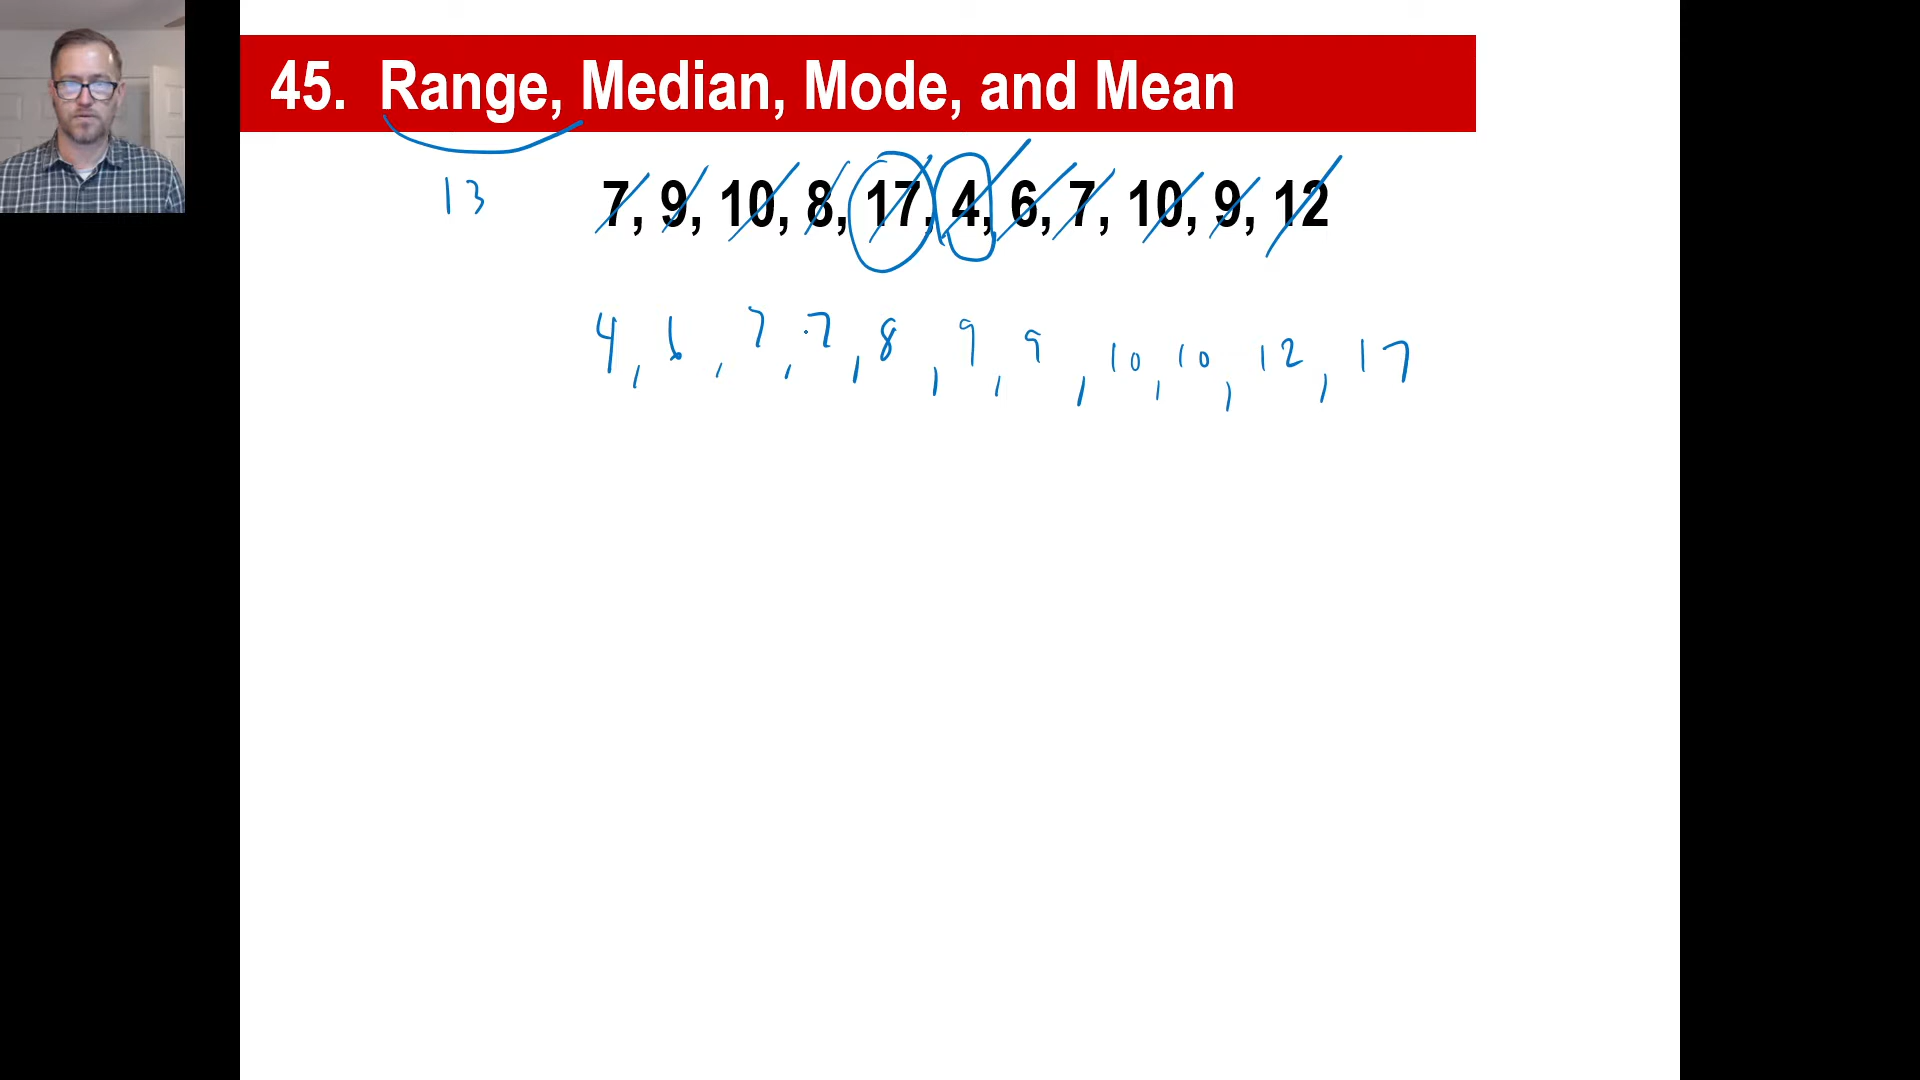 45. Range, Median, Mode, and Mean
13 7, 9, 10, 8, 17, 4, 6, 7, 10, 9, 12
4, 6, 7, 7, 8, 9, 9, 10, 10, 12, 17